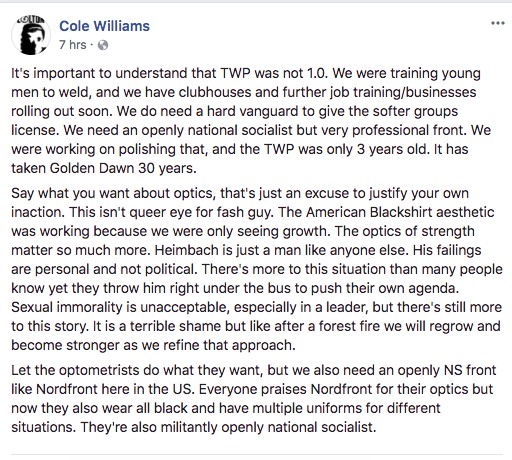 Cole Williams
7 hrs ·
It's important to understand that TWP was not 1.0. We were training young
men to weld, and we have clubhouses and further job training/businesses
rolling out soon. We do need a hard vanguard to give the softer groups
license. We need an openly national socialist but very professional front. We
were working on polishing that, and the TWP was only 3 years old. It has
taken Golden Dawn 30 years.
Say what you want about optics, that's just an excuse to justify your own
inaction. This isn't queer eye for fash guy. The American Blackshirt aesthetic
was working because we were only seeing growth. The optics of strength
matter so much more. Heimbach is just a man like anyone else. His failings
are personal and not political. There's more to this situation than many people
know yet they throw him right under the bus to push their own agenda.
Sexual immorality is unacceptable, especially in a leader, but there's still more
to this story. It is a terrible shame but like after a forest fire we will regrow and
become stronger as we refine that approach.
Let the optometrists do what they want, but we also need an openly NS front
like Nordfront here in the US. Everyone praises Nordfront for their optics but
now they also wear all black and have multiple uniforms for different
situations. They're also militantly openly national socialist.